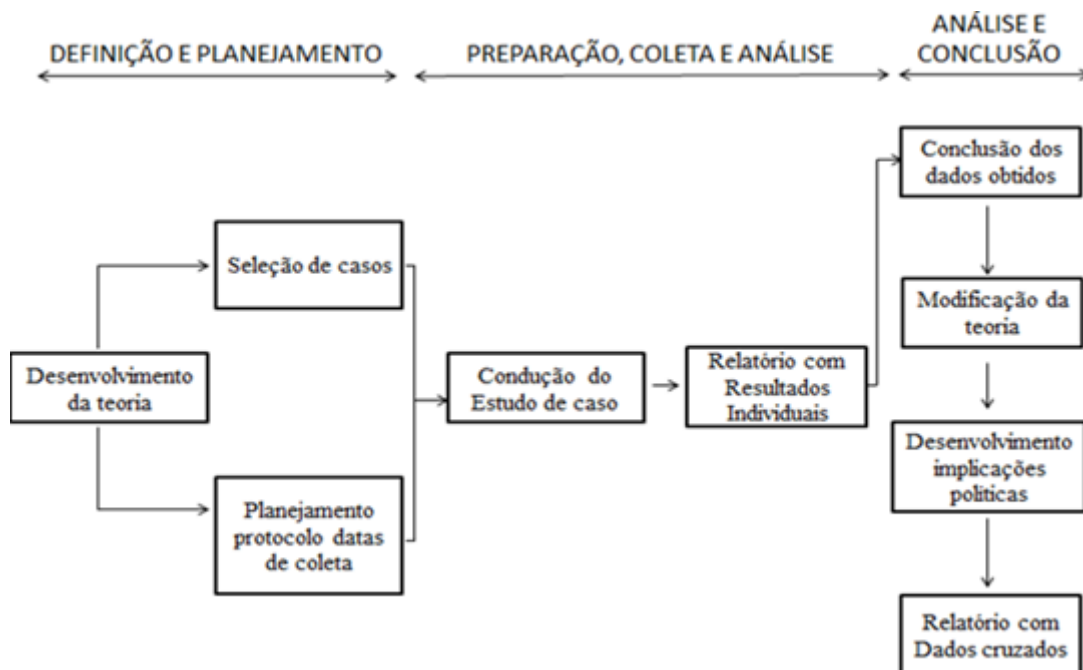 DEFINIÇÃO E PLANEJAMENTO
PREPARAÇÃO, COLETA E ANÁLISE
ANÁLISE E
CONCLUSÃO
Desenvolvimento
da teoria
Seleção de casos
Planejamento
protocolo datas
de coleta
Condução do
Estudo de caso
Relatório com
Resultados
Individuais
Conclusão dos
dados obtidos
Modificação da
teoria
Desenvolvimento
implicações
políticas
Relatório com
Dados cruzados